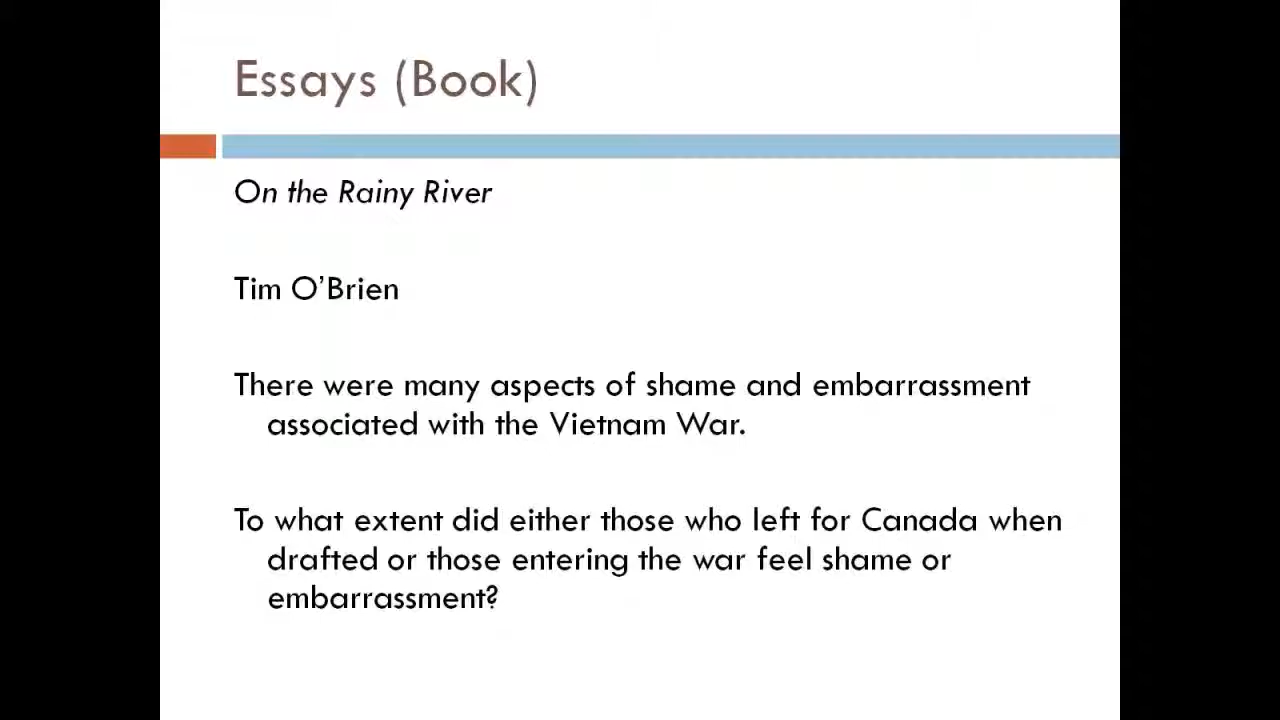 Essays (Book)
On the Rainy River
Tim O’Brien
There were many aspects of shame and embarrassment
associated with the Vietnam War.
To what extent did either those who left for Canada when
drafted or those entering the war feel shame or
embarrassment?